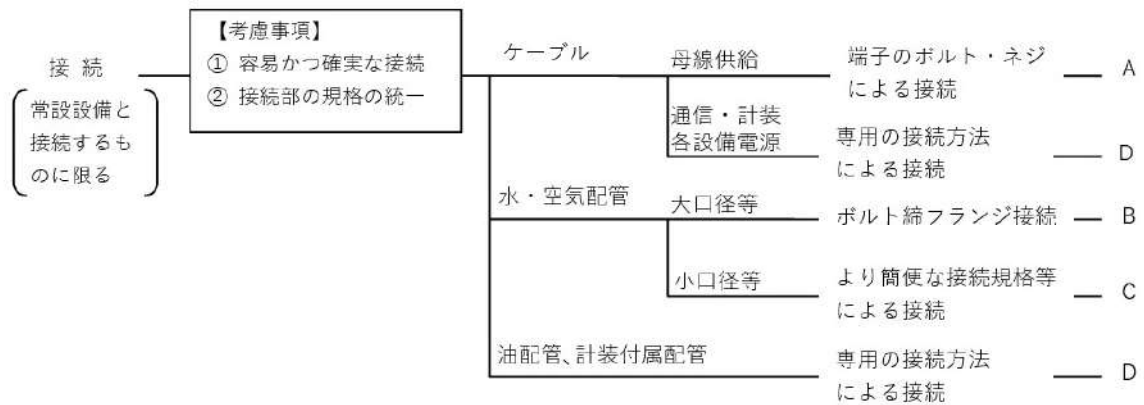 接 続
常設設備と
接続するも
のに限る
【考慮事項】
① 容易かつ確実な接続
② 接続部の規格の統一
ケーブル
母線供給
端子のボルト・ネジ
による接続
A
通信・計装
各設備電源
専用の接続方法
による接続
D
水・空気配管
大口径等
ボルト締フランジ接続
B
小口径等
より簡便な接続規格等
による接続
C
油配管、計装付属配管
専用の接続方法
による接続
D